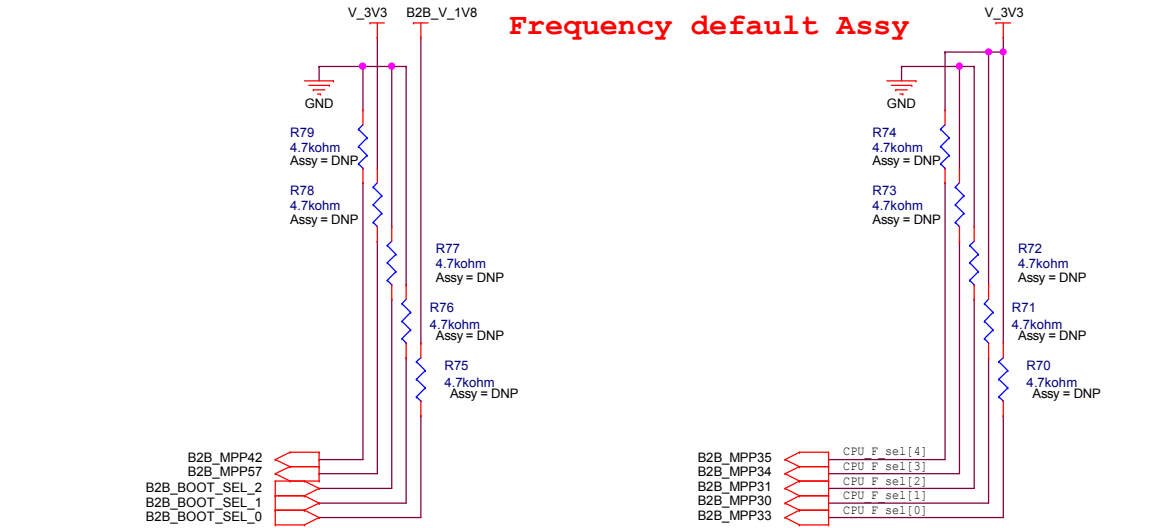 V_3V3
B2B_V_1V8
Frequency default Assy
V_3V3
GND
GND
R79
4.7kohm
Assy = DNP
R78
4.7kohm
Assy = DNP
R77
4.7kohm
Assy = DNP
R76
4.7kohm
Assy = DNP
R75
4.7kohm
Assy = DNP
R74
4.7kohm
Assy = DNP
R73
4.7kohm
Assy = DNP
R72
4.7kohm
Assy = DNP
R71
4.7kohm
Assy = DNP
R70
4.7kohm
Assy = DNP
B2B_MPP42
B2B_MPP57
B2B_BOOT_SEL_2
B2B_BOOT_SEL_1
B2B_BOOT_SEL_0
B2B_MPP35 CPU_F_sel[4]
B2B_MPP34 CPU_F_sel[3]
B2B_MPP31 CPU_F_sel[2]
B2B_MPP30 CPU_F_sel[1]
B2B_MPP33 CPU_F_sel[0]